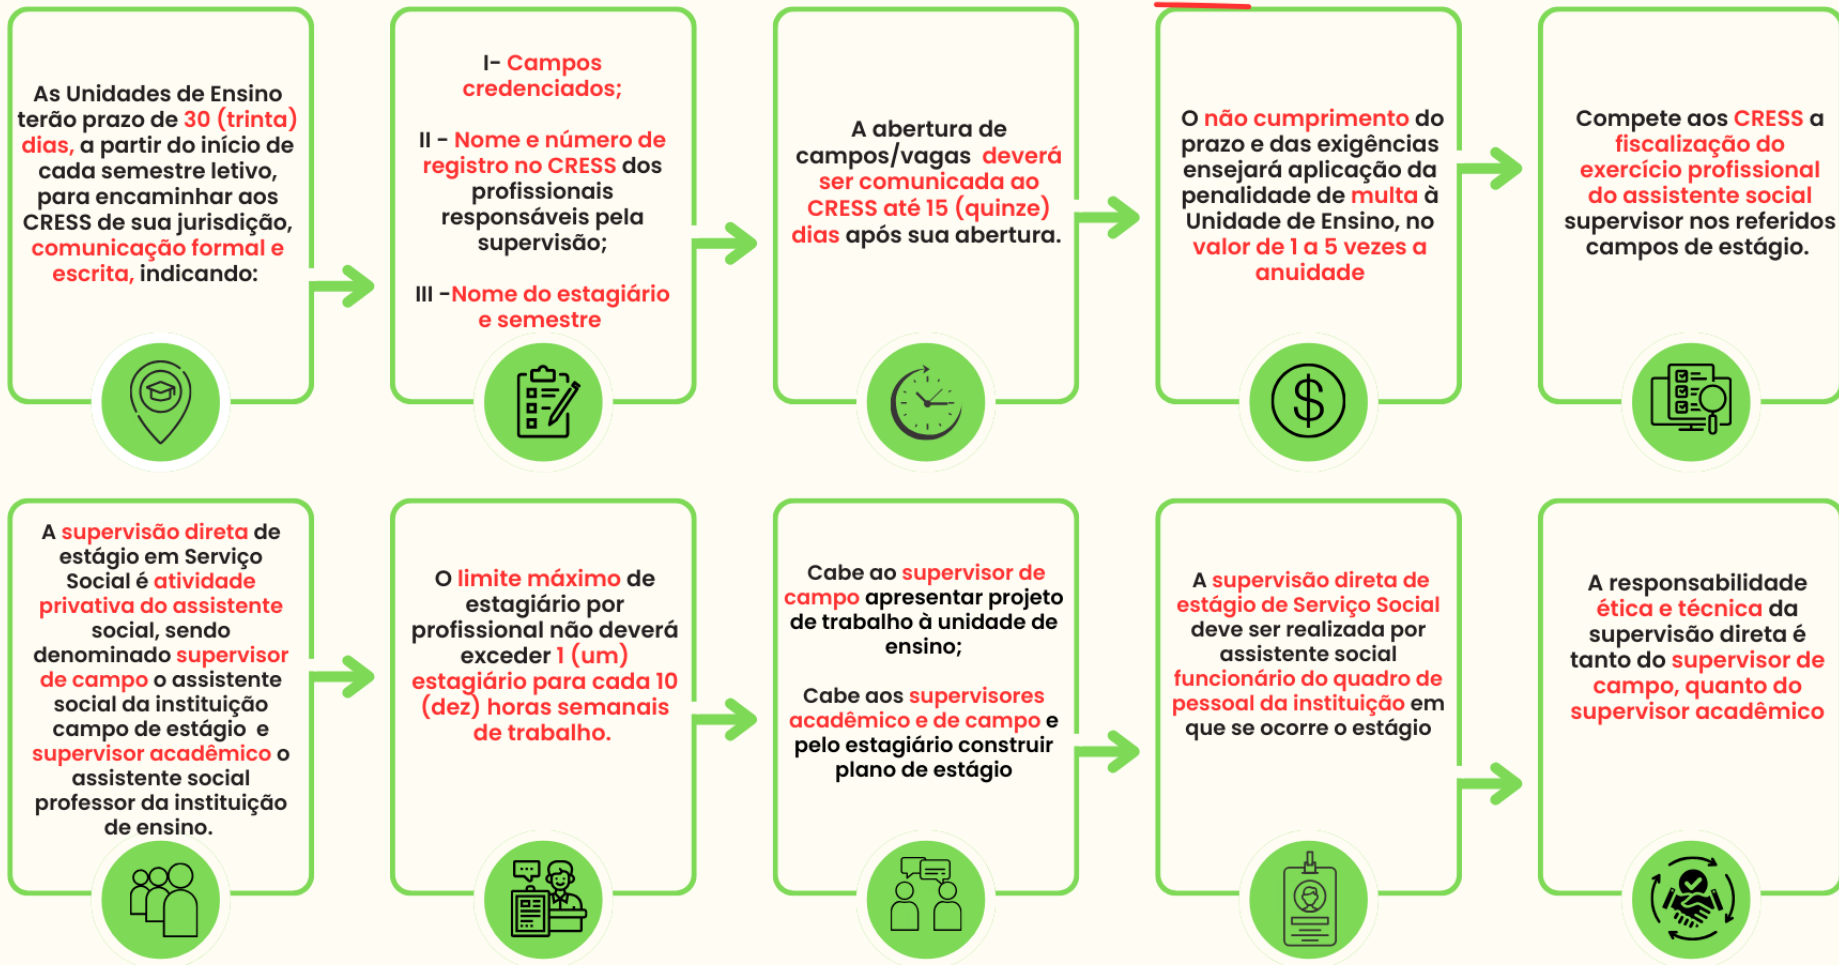 As Unidades de Ensino
terão prazo de 30 (trinta)
dias, a partir do início de
cada semestre letivo,
para encaminhar aos
CRESS de sua jurisdição,
comunicação formal e
escrita, indicando:
I- Campos
credenciados;
II - Nome e número de
registro no CRESS dos
profissionais
responsáveis pela
supervisão;
III -Nome do estagiário
e semestre
A abertura de
campos/vagas deverá
ser comunicada ao
CRESS até 15 (quinze)
dias após sua abertura.
O não cumprimento do
prazo e das exigências
ensejará aplicação da
penalidade de multa à
Unidade de Ensino, no
valor de 1 a 5 vezes a
anuidade
Compete aos CRESS a
fiscalização do
exercício profissional
do assistente social
supervisor nos referidos
campos de estágio.
A supervisão direta de
estágio em Serviço
Social é atividade
privativa do assistente
social, sendo
denominado supervisor
de campo o assistente
social da instituição
campo de estágio e
supervisor acadêmico o
assistente social
professor da instituição
de ensino.
O limite máximo de
estagiário por
profissional não deverá
exceder 1 (um)
estagiário para cada 10
(dez) horas semanais
de trabalho.
Cabe ao supervisor de
campo apresentar projeto
de trabalho à unidade de
ensino;
Cabe aos supervisores
acadêmico e de campo e
pelo estagiário construir
plano de estágio
A supervisão direta de
estágio de Serviço Social
deve ser realizada por
assistente social
funcionário do quadro de
pessoal da instituição em
que se ocorre o estágio
A responsabilidade
ética e técnica da
supervisão direta é
tanto do supervisor de
campo, quanto do
supervisor acadêmico